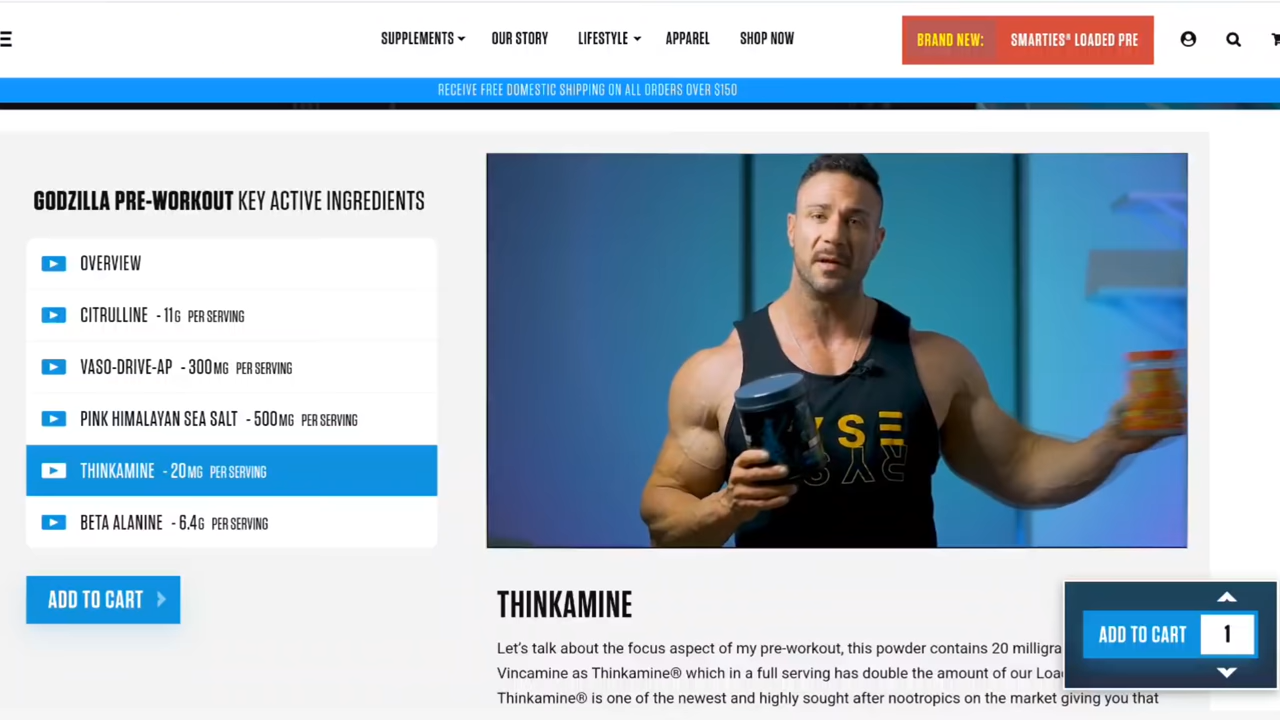 SUPPLEMENTS OUR STORY LIFESTYLE APPAREL SHOP NOW BRAND NEW: SMARTIES® LOADED PRE
RECEIVE FREE DOMESTIC SHIPPING ON ALL ORDERS OVER $150
GODZILLA PRE-WORKOUT KEY ACTIVE INGREDIENTS
OVERVIEW
CITRULLINE - 11G PER SERVING
VASO-DRIVE-AP - 300MG PER SERVING
PINK HIMALAYAN SEA SALT - 500MG PER SERVING
THINKAMINE - 20MG PER SERVING
BETA ALANINE - 6.4G PER SERVING
ADD TO CART
YSE
THINKAMINE
Let's talk about the focus aspect of my pre-workout, this powder contains 20 milligra
Vincamine as Thinkamine® which in a full serving has double the amount of our Loa
Thinkamine® is one of the newest and highly sought after nootropics on the market giving you that
ADD TO CART 1